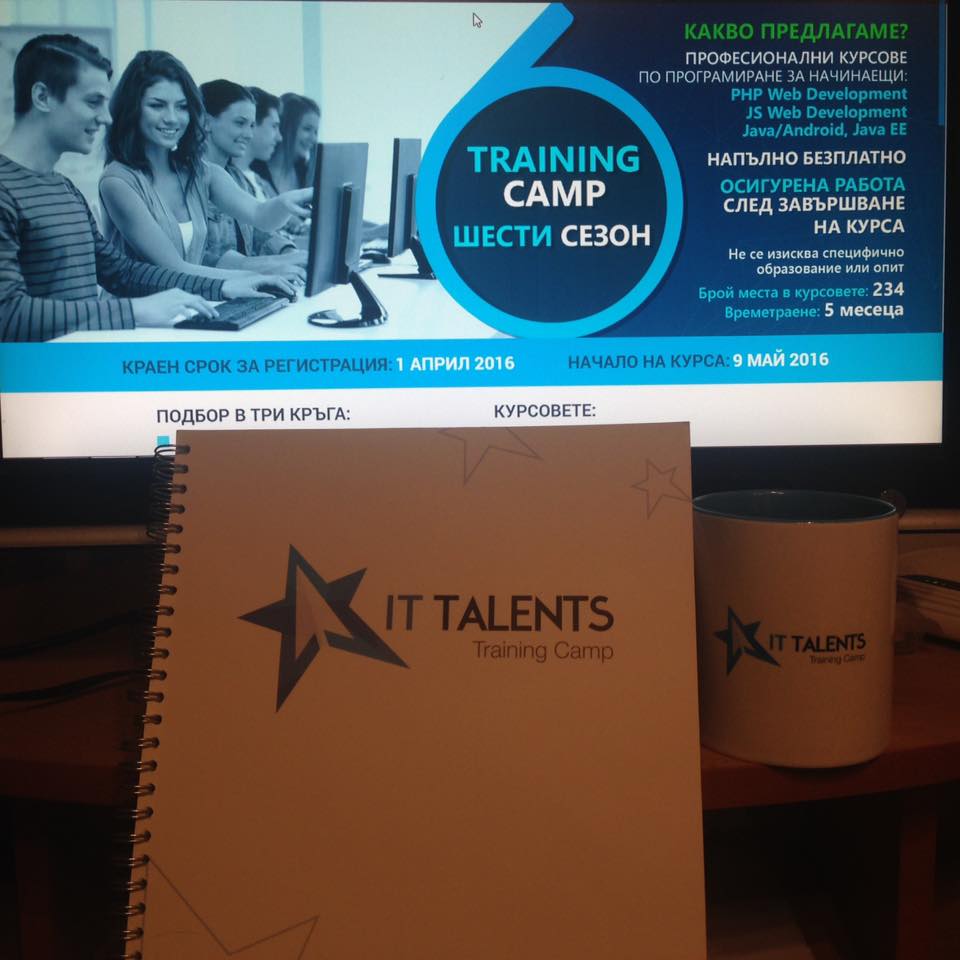 КАКВО ПРЕДЛАГАМЕ?
ПРОФЕСИОНАЛНИ КУРСОВЕ
ПО ПРОГРАМИРАНЕ ЗА НАЧИНАЕЩИ:
PHP Web Development
JS Web Development
Java/Android, Java EE
НАПЪЛНО БЕЗПЛАТНО
ОСИГУРЕНА РАБОТА
СЛЕД ЗАВЪРШВАНЕ
НА КУРСА
Не се изисква специфично
образование или опит
Брой места в курсовете: 234
Времетраене: 5 месеца
TRAINING
CAMP
ШЕСТИ СЕЗОН
КРАЕН СРОК ЗА РЕГИСТРАЦИЯ: 1 АПРИЛ 2016
НАЧАЛО НА КУРСА: 9 МАЙ 2016
ПОДБОР В ТРИ КРЪГА:
КУРСОВЕТЕ:
IT TALENTS
Training Camp
IT TALENTS
Training Camp